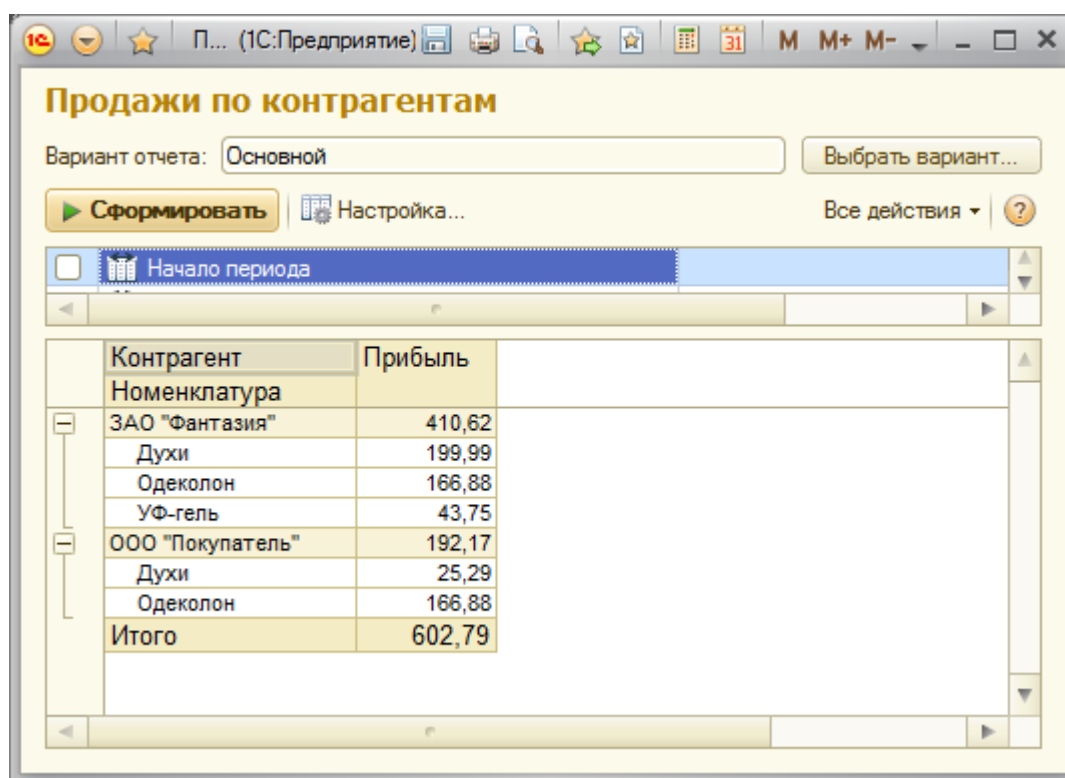 1С П... (1С:Предприятие) 31 M M+ M-
Продажи по контрагентам
Вариант отчета: Основной Выбрать вариант...
Сформировать Настройка... Все действия ?
Начало периода
Контрагент Прибыль
Номенклатура
ЗАО "Фантазия" 410,62
Духи 199,99
Одеколон 166,88
УФ-гель 43,75
ООО "Покупатель" 192,17
Духи 25,29
Одеколон 166,88
Итого 602,79